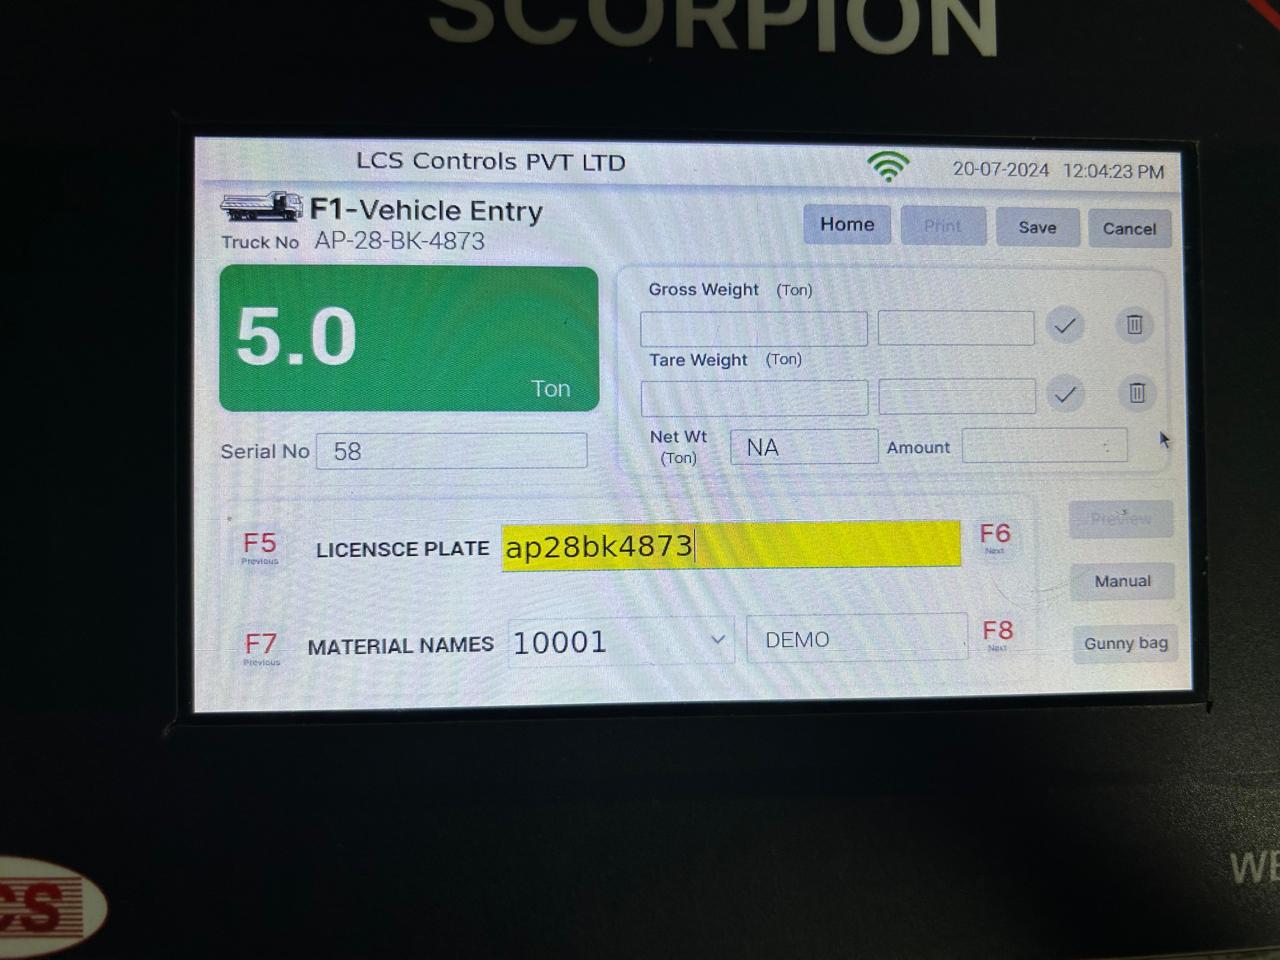 SCORPION
LCS Controls PVT LTD
20-07-2024 12:04:23 PM
F1-Vehicle Entry
Truck No AP-28-BK-4873
Home Print Save Cancel
5.0
Ton
Gross Weight (Ton)
Tare Weight (Ton)
Serial No 58
Net Wt (Ton) NA Amount
F5 Previous LICENSCE PLATE ap28bk4873 F6 Next
Preview
Manual
F7 Previous MATERIAL NAMES 10001 DEMO F8 Next
Gunny bag